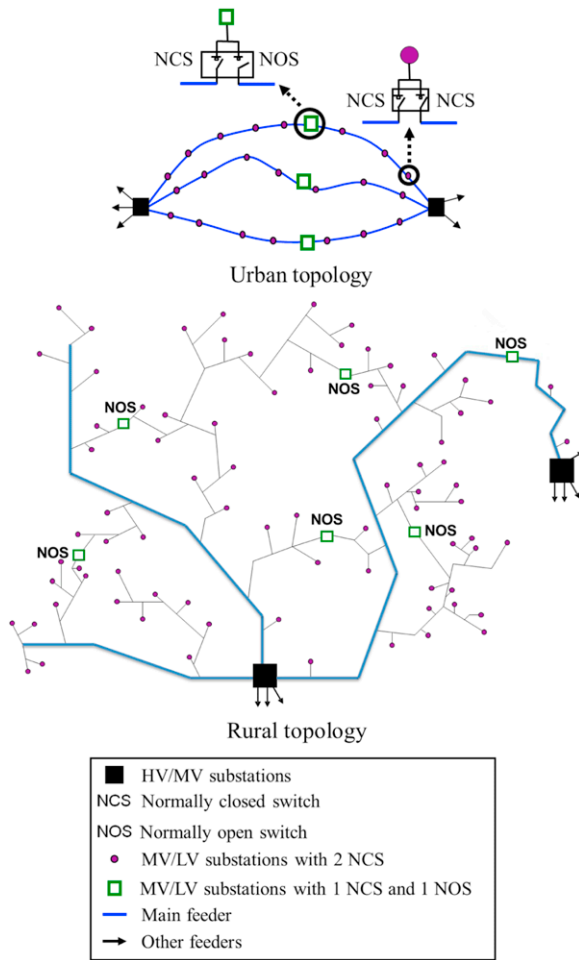 NCS NOS
NCS NCS
Urban topology
NOS
NOS
NOS
NOS
NOS
NOS
Rural topology
HV/MV substations
NCS Normally closed switch
NOS Normally open switch
MV/LV substations with 2 NCS
MV/LV substations with 1 NCS and 1 NOS
Main feeder
Other feeders